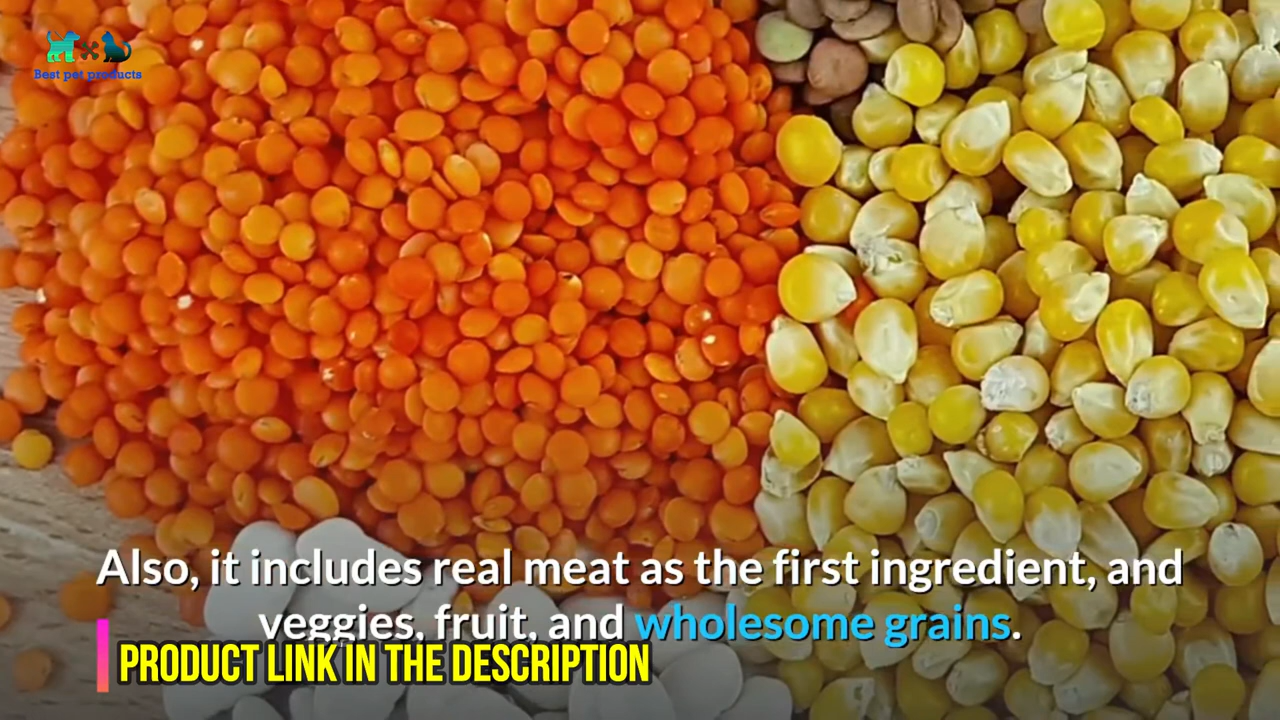 Best pet products
Also, it includes real meat as the first ingredient, and
veggies, fruit, and wholesome grains.
PRODUCT LINK IN THE DESCRIPTION